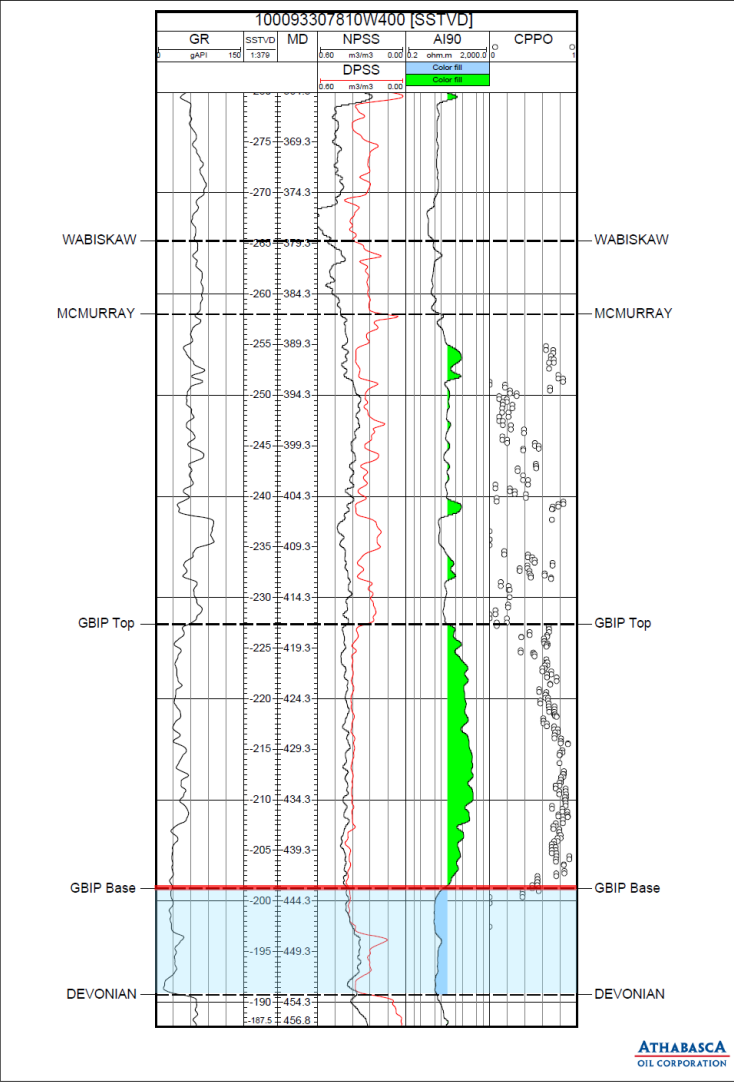 100093307810W400 [SSTVD]
GR SSTVD MD NPSS AI90 CPPO
0 gAPI 150 1:379 0.60 m3/m3 0.00 0.2 ohm.m 2,000.0 0 1
DPSS Color fill
0.60 m3/m3 0.00 Color fill
-275 369.3
-270 374.3
WABISKAW -265 379.3 WABISKAW
-260 384.3
MCMURRAY MCMURRAY
-255 389.3
-250 394.3
-245 399.3
-240 404.3
-235 409.3
-230 414.3
GBIP Top GBIP Top
-225 419.3
-220 424.3
-215 429.3
-210 434.3
-205 439.3
GBIP Base GBIP Base
-200 444.3
-195 449.3
DEVONIAN DEVONIAN
-190 454.3
-187.5 456.8
ATHABASCA
OIL CORPORATION